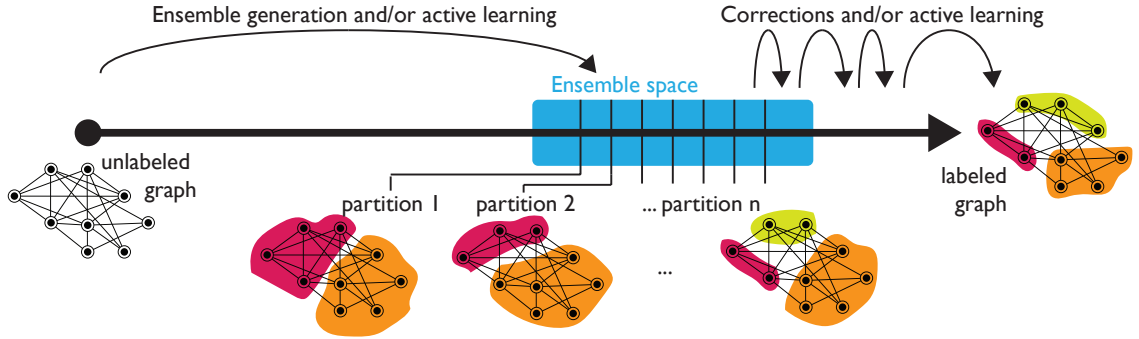 Ensemble generation and/or active learning
Corrections and/or active learning
Ensemble space
unlabeled
graph
labeled
graph
partition 1
partition 2
... partition n
...